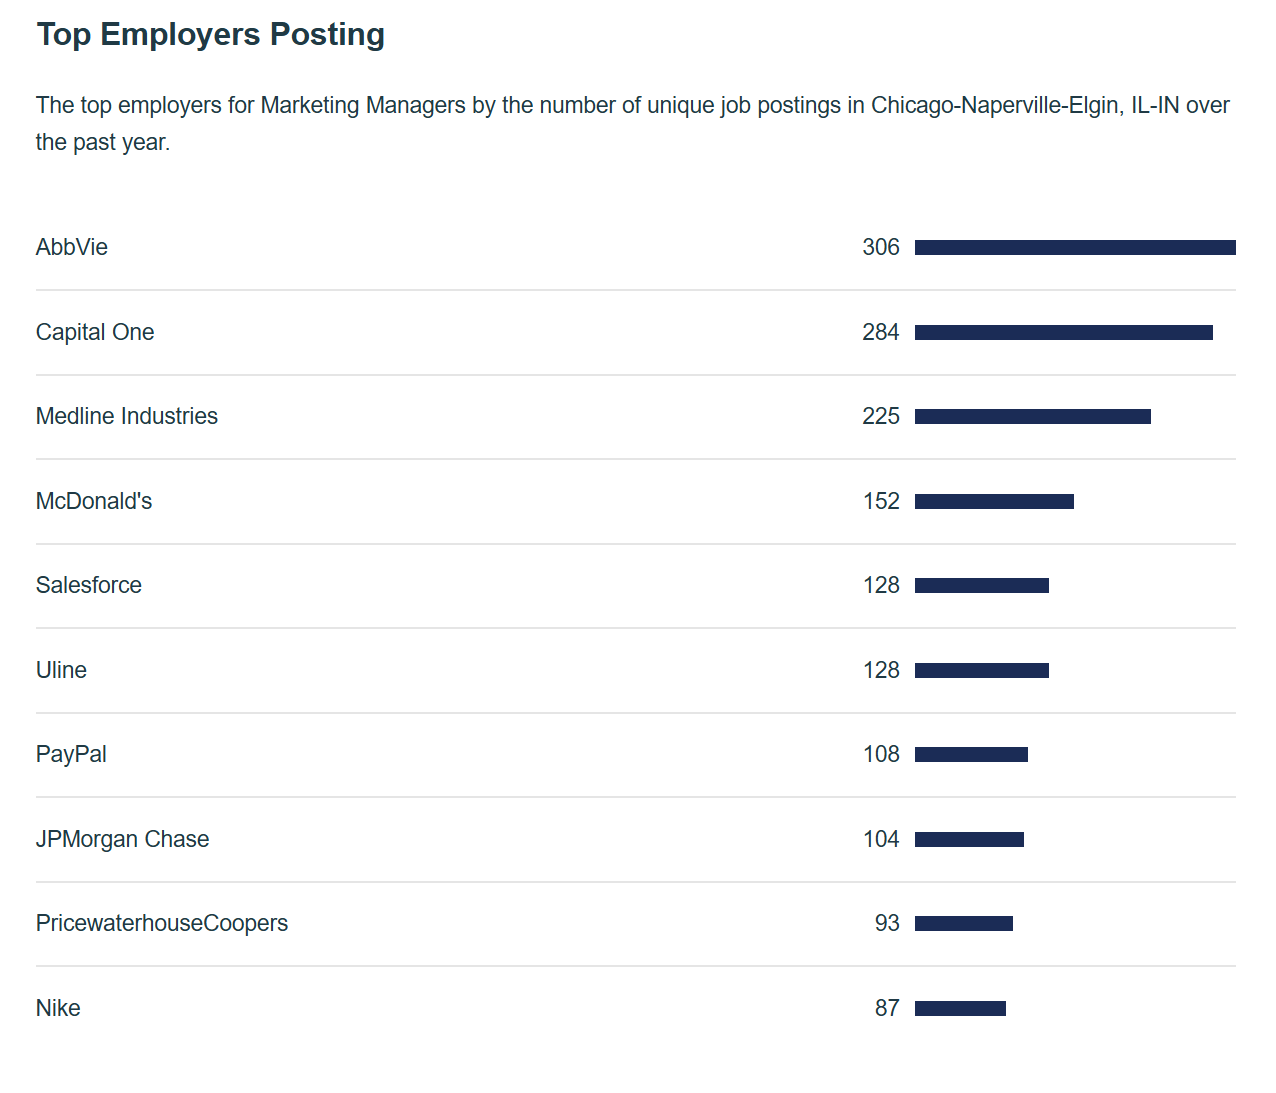 Top Employers Posting
The top employers for Marketing Managers by the number of unique job postings in Chicago-Naperville-Elgin, IL-IN over
the past year.
AbbVie 306
Capital One 284
Medline Industries 225
McDonald's 152
Salesforce 128
Uline 128
PayPal 108
JPMorgan Chase 104
PricewaterhouseCoopers 93
Nike 87